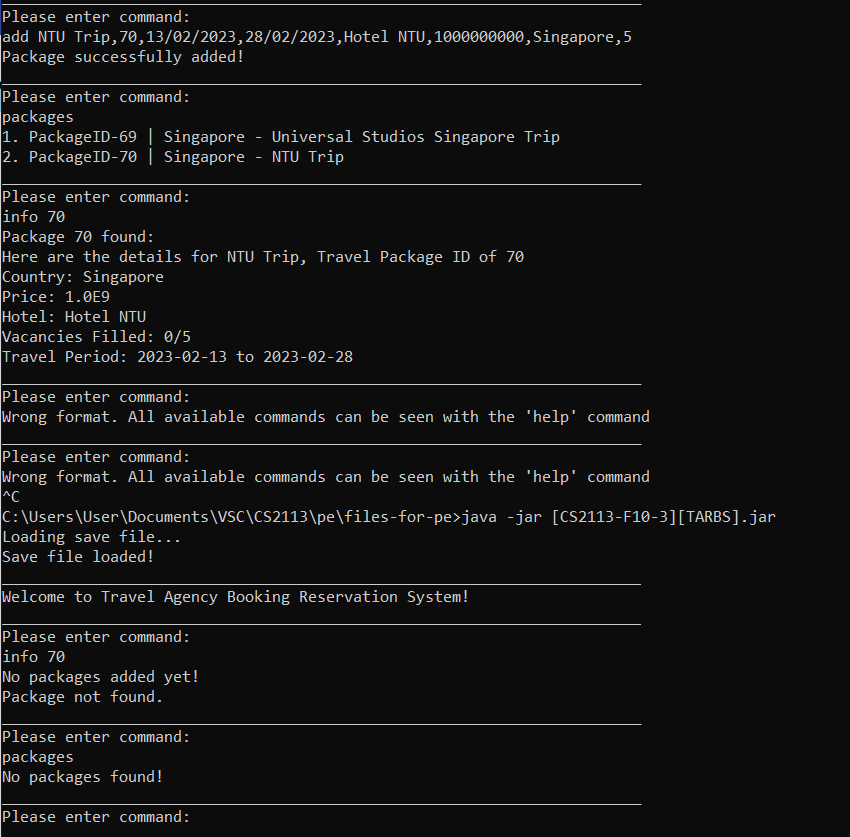 Please enter command:
add NTU Trip,70,13/02/2023,28/02/2023,Hotel NTU,1000000000,Singapore,5
Package successfully added!
Please enter command:
packages
1. PackageID-69 | Singapore - Universal Studios Singapore Trip
2. PackageID-70 | Singapore - NTU Trip
Please enter command:
info 70
Package 70 found:
Here are the details for NTU Trip, Travel Package ID of 70
Country: Singapore
Price: 1.0E9
Hotel: Hotel NTU
Vacancies Filled: 0/5
Travel Period: 2023-02-13 to 2023-02-28
Please enter command:
Wrong format. All available commands can be seen with the 'help' command
Please enter command:
Wrong format. All available commands can be seen with the 'help' command
^C
C:\Users\User\Documents\VSC\CS2113\pe\files-for-pe>java -jar [CS2113-F10-3][TARBS].jar
Loading save file...
Save file loaded!
Welcome to Travel Agency Booking Reservation System!
Please enter command:
info 70
No packages added yet!
Package not found.
Please enter command:
packages
No packages found!
Please enter command: